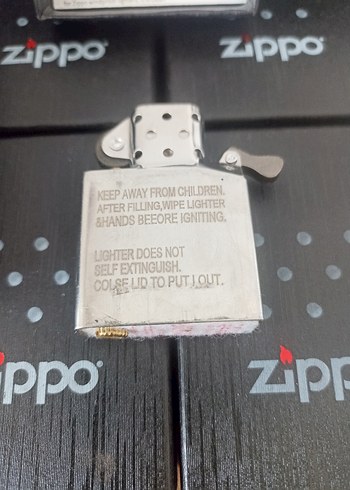 zippo
zippo
KEEP AWAY FROM CHILDREN.
AFTER FILLING,WIPE LIGHTER
&HANDS BEEORE IGNITING.
LIGHTER DOES NOT
SELF EXTINGUISH.
COLSE LID TO PUT I OUT.
ippo
zippo